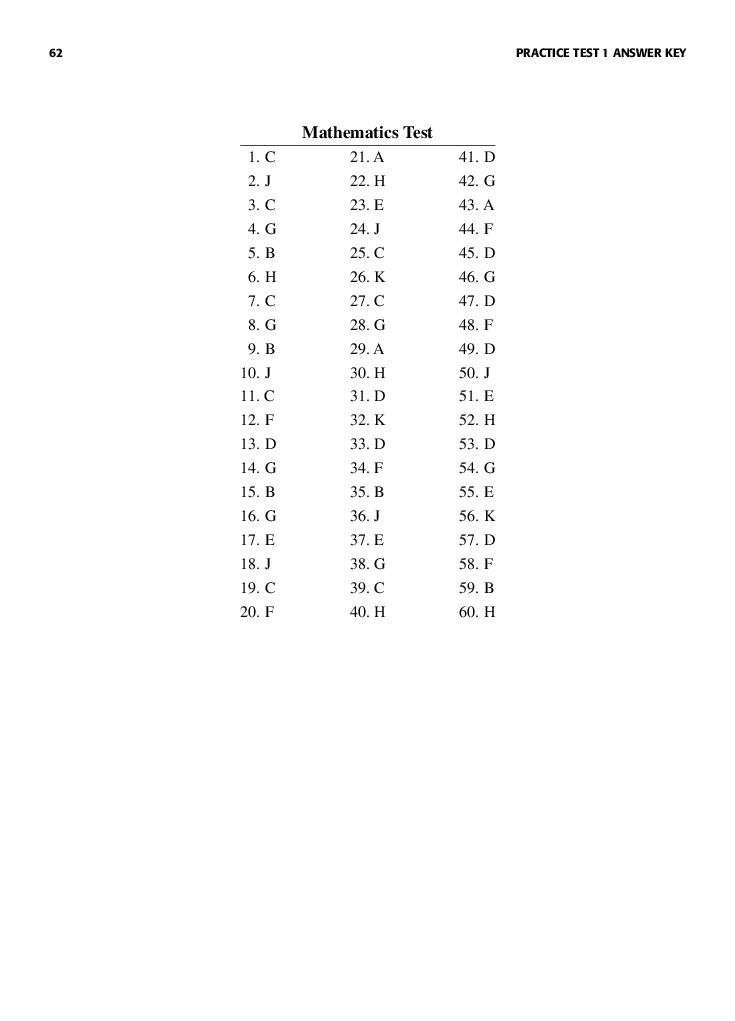 62 PRACTICE TEST 1 ANSWER KEY
Mathematics Test
1. C 21. A 41. D
2. J 22. H 42. G
3. C 23. E 43. A
4. G 24. J 44. F
5. B 25. C 45. D
6. H 26. K 46. G
7. C 27. C 47. D
8. G 28. G 48. F
9. B 29. A 49. D
10. J 30. H 50. J
11. C 31. D 51. E
12. F 32. K 52. H
13. D 33. D 53. D
14. G 34. F 54. G
15. B 35. B 55. E
16. G 36. J 56. K
17. E 37. E 57. D
18. J 38. G 58. F
19. C 39. C 59. B
20. F 40. H 60. H